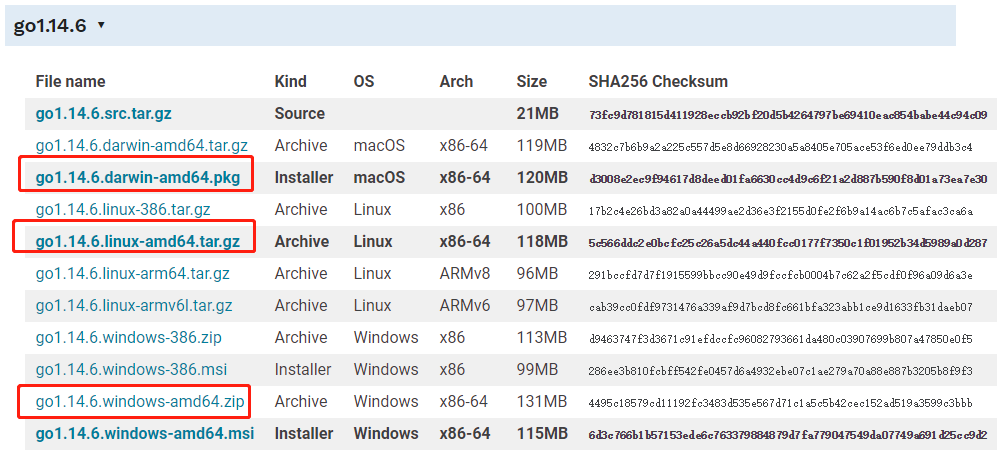 go1.14.6 ▼
File name Kind OS Arch Size SHA256 Checksum
go1.14.6.src.tar.gz Source 21MB 73fc9d781815d411928eccb92bf20d5b4264797be69410eac854babe44c94c09
go1.14.6.darwin-amd64.tar.gz Archive macOS x86-64 119MB 4832c7b6b9a2a225c557d5e8d66928230a5a8405e705ace53f6ed0ee79ddb3c4
go1.14.6.darwin-amd64.pkg Installer macOS x86-64 120MB d3008e2ec9f94617d8deed01fa6630cc4d9c6f21a2d887b590f8d01a73ea7e30
go1.14.6.linux-386.tar.gz Archive Linux x86 100MB 17b2c4e26bd3a82a0a44499ae2d36e3f2155d0fe2f6b9a14ac6b7c5afac3ca6a
go1.14.6.linux-amd64.tar.gz Archive Linux x86-64 118MB 5c566ddc2e0bcfc25c26a5dc44a440fcc0177f7350c1f01952b34d5989a0d287
go1.14.6.linux-arm64.tar.gz Archive Linux ARMv8 96MB 291bccfd7d7f1915599bbcc90e49d9fccfcb0004b7c62a2f5cdf0f96a09d6a3e
go1.14.6.linux-armv6l.tar.gz Archive Linux ARMv6 97MB cab39cc0fdf9731476a339af9d7bcd8fc661bfa323abb1ce9d1633fb31daeb07
go1.14.6.windows-386.zip Archive Windows x86 113MB d9463747f3d3671c91efdccfc96082793661da480c03907699b807a47850e0f5
go1.14.6.windows-386.msi Installer Windows x86 99MB 286ee3b810fcbff542fe0457d6a4932ebe07c1ae279a70a88e887b3205b8f9f3
go1.14.6.windows-amd64.zip Archive Windows x86-64 131MB 4495c18579cd11192fc3483d535e567d71c1a5c5b42cec152ad519a3599c3bbb
go1.14.6.windows-amd64.msi Installer Windows x86-64 115MB 6d3c766b1b57153ede6c763379884879d7fa779047549da07749a691d25cc9d2